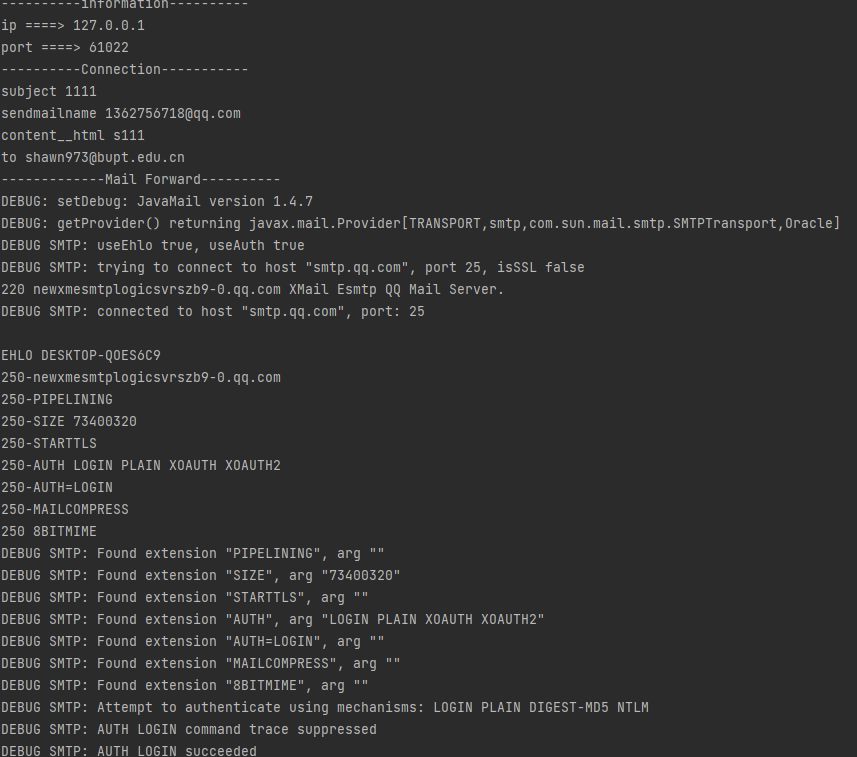 ----------information----------
ip ====> 127.0.0.1
port ====> 61022
----------Connection-----------
subject 1111
sendmailname 1362756718@qq.com
content__html s111
to shawn973@bupt.edu.cn
-------------Mail Forward----------
DEBUG: setDebug: JavaMail version 1.4.7
DEBUG: getProvider() returning javax.mail.Provider[TRANSPORT,smtp,com.sun.mail.smtp.SMTPTransport,Oracle]
DEBUG SMTP: useEhlo true, useAuth true
DEBUG SMTP: trying to connect to host "smtp.qq.com", port 25, isSSL false
220 newxmesmtplogicsvrszb9-0.qq.com XMail Esmtp QQ Mail Server.
DEBUG SMTP: connected to host "smtp.qq.com", port: 25
EHLO DESKTOP-QOES6C9
250-newxmesmtplogicsvrszb9-0.qq.com
250-PIPELINING
250-SIZE 73400320
250-STARTTLS
250-AUTH LOGIN PLAIN XOAUTH XOAUTH2
250-AUTH=LOGIN
250-MAILCOMPRESS
250 8BITMIME
DEBUG SMTP: Found extension "PIPELINING", arg ""
DEBUG SMTP: Found extension "SIZE", arg "73400320"
DEBUG SMTP: Found extension "STARTTLS", arg ""
DEBUG SMTP: Found extension "AUTH", arg "LOGIN PLAIN XOAUTH XOAUTH2"
DEBUG SMTP: Found extension "AUTH=LOGIN", arg ""
DEBUG SMTP: Found extension "MAILCOMPRESS", arg ""
DEBUG SMTP: Found extension "8BITMIME", arg ""
DEBUG SMTP: Attempt to authenticate using mechanisms: LOGIN PLAIN DIGEST-MD5 NTLM
DEBUG SMTP: AUTH LOGIN command trace suppressed
DEBUG SMTP: AUTH LOGIN succeeded